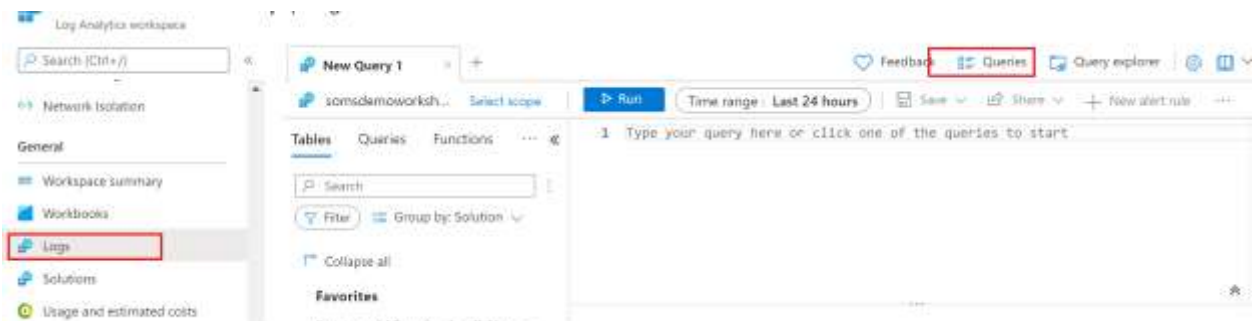 Log Analytics workspace
Search (Ctrl+/)
«
New Query 1
×
+
Feedback
Queries
Query explorer
Network Isolation
somsdemoworksh...
Select scope
Run
Time range : Last 24 hours
Save
Share
+ New alert rule
...
General
Tables
Queries
Functions
...
«
1 Type your query here or click one of the queries to start
Workspace summary
Search
Workbooks
Filter
Group by: Solution
Logs
Collapse all
Solutions
Favorites
Usage and estimated costs